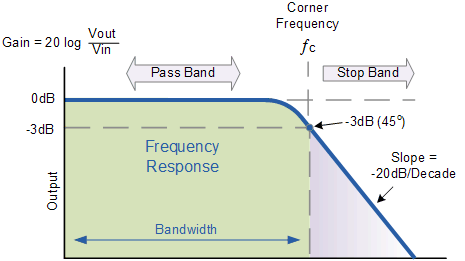 Corner
Frequency
fc
Gain = 20 log Vout
Vin
Pass Band
Stop Band
0dB
-3dB
-3dB (45°)
Frequency
Response
Slope =
-20dB/Decade
Output
Bandwidth